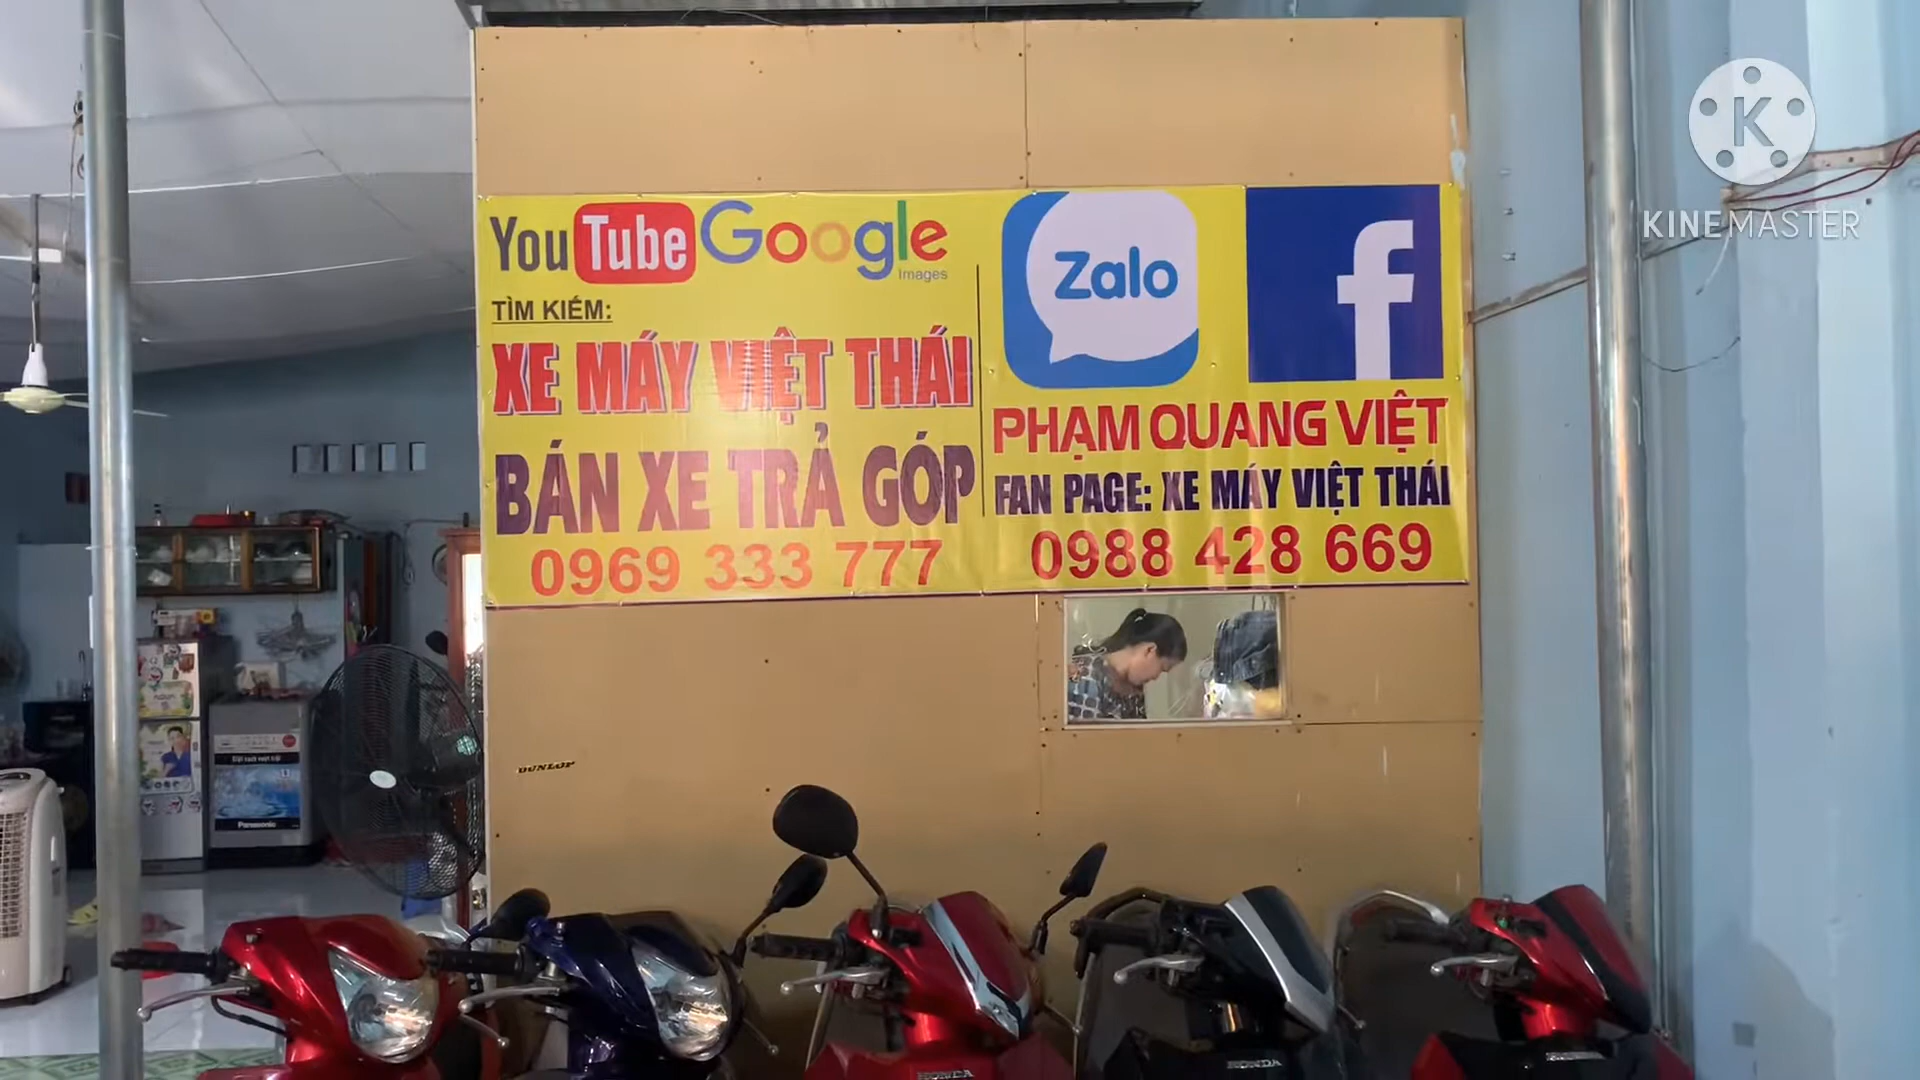 YouTube Google
Images
TÌM KIẾM:
XE MÁY VIỆT THÁI
BÁN XE TRẢ GÓP
0969 333 777
Zalo
f
PHẠM QUANG VIỆT
FAN PAGE: XE MÁY VIỆT THÁI
0988 428 669
K
KINEMASTER
DUNLOP
Panasonic
HONDA
HONDA